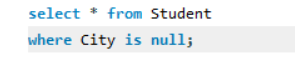 select * from Student
where City is null;